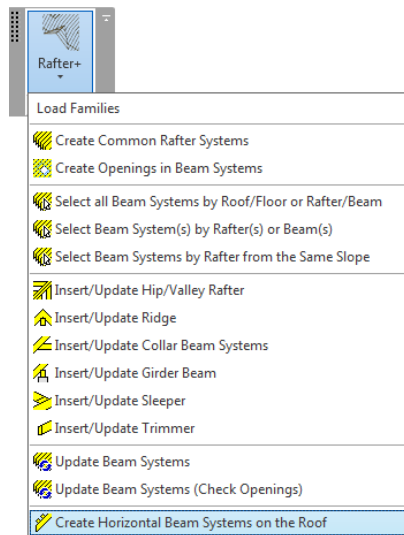 Rafter+
Load Families
Create Common Rafter Systems
Create Openings in Beam Systems
Select all Beam Systems by Roof/Floor or Rafter/Beam
Select Beam System(s) by Rafter(s) or Beam(s)
Select Beam Systems by Rafter from the Same Slope
Insert/Update Hip/Valley Rafter
Insert/Update Ridge
Insert/Update Collar Beam Systems
Insert/Update Girder Beam
Insert/Update Sleeper
Insert/Update Trimmer
Update Beam Systems
Update Beam Systems (Check Openings)
Create Horizontal Beam Systems on the Roof